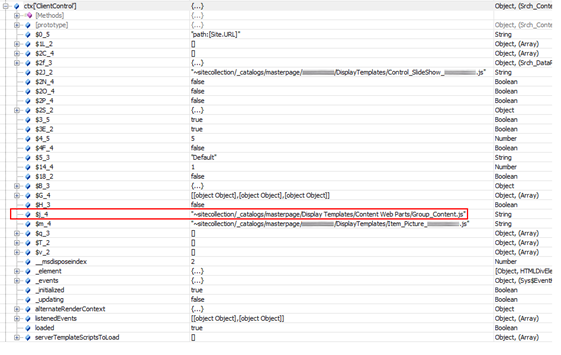 ctx['ClientControl'] {...} Object, (Srch_Conte
[Methods] {...}
[prototype] {...} Object, (Srch_Conte
$0_5 "path:[Site.URL]" String
$1L_2 [] Object, (Array)
$2C_4 [] Object, (Array)
$2f_3 {...} Object, (Srch_DataP
$2J_2 "~sitecollection/_catalogs/masterpage/ /DisplayTemplates/Control_SlideShow_ .js" String
$2N_4 false Boolean
$2O_4 false Boolean
$2P_4 false Boolean
$2S_2 {...} Object
$3_5 true Boolean
$3E_2 true Boolean
$4_5 5 Number
$4F_4 false Boolean
$5_3 "Default" String
$14_4 1 Number
$18_2 false Boolean
$B_3 {...} Object
$G_4 [[object Object],[object Object],[object Object]] Object, (Array)
$H_3 false Boolean
$j_4 "~sitecollection/_catalogs/masterpage/Display Templates/Content Web Parts/Group_Content.js" String
$m_4 "~sitecollection/_catalogs/masterpage/ /DisplayTemplates/Item_Picture_ .js" String
$q_3 [] Object, (Array)
$T_2 [] Object, (Array)
$v_2 [] Object, (Array)
__msdisposeindex 2 Number
_element {...} [Object, HTMLDivEle
_events {...} Object, (Sys$EventH
_initialized true Boolean
_updating false Boolean
alternateRenderContext {...} Object
listenedEvents [[object Object],[object Object]] Object, (Array)
loaded true Boolean
serverTemplateScriptsToLoad [] Object, (Array)